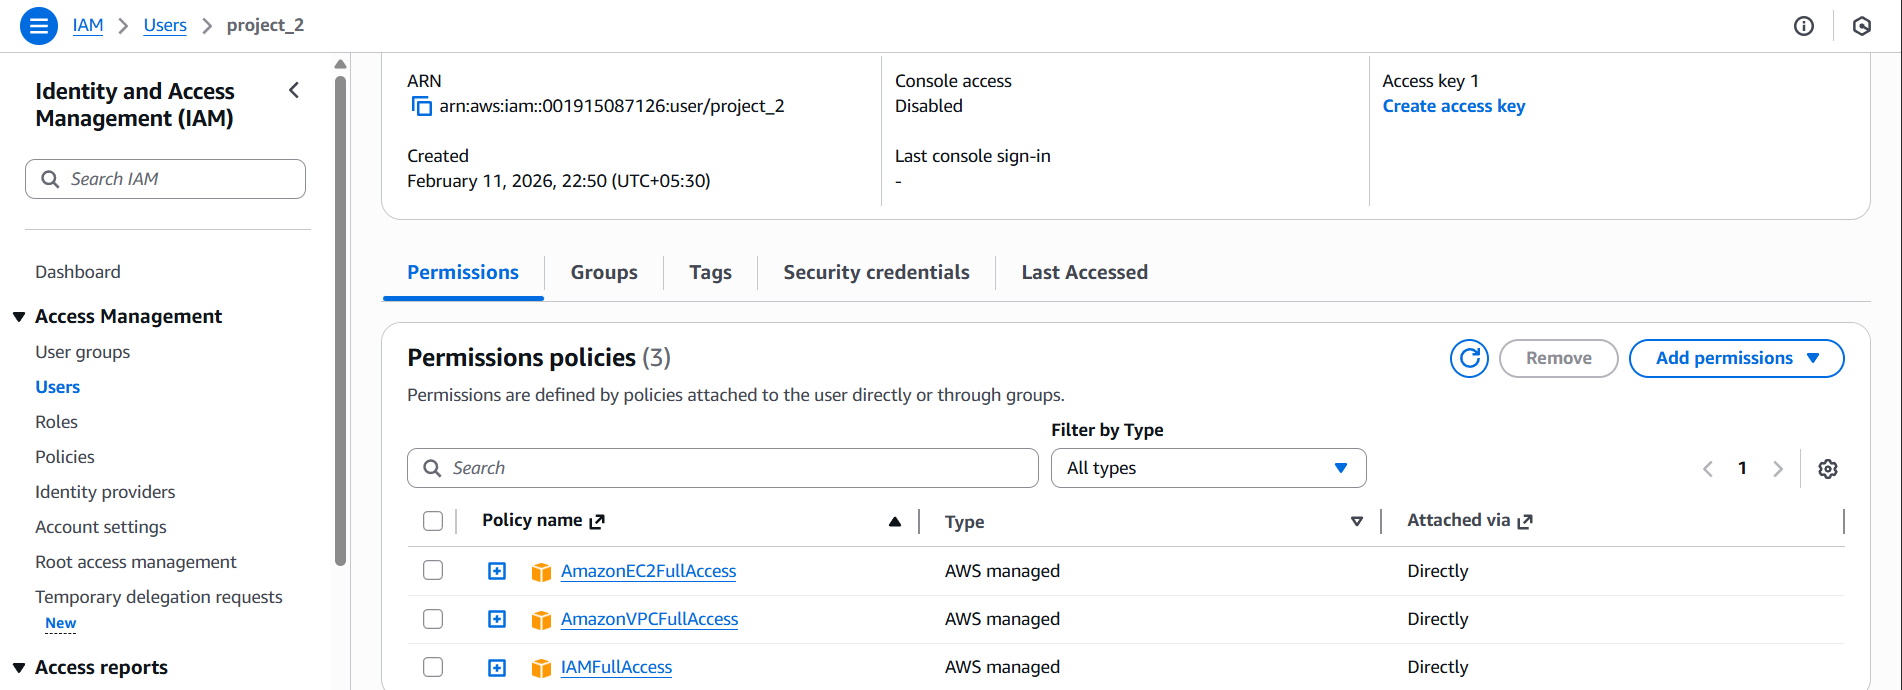 IAM > Users > project_2
Identity and Access
Management (IAM)
Search IAM
Dashboard
Access Management
User groups
Users
Roles
Policies
Identity providers
Account settings
Root access management
Temporary delegation requests
New
Access reports
ARN
arn:aws:iam::001915087126:user/project_2
Created
February 11, 2026, 22:50 (UTC+05:30)
Console access
Disabled
Last console sign-in
-
Access key 1
Create access key
Permissions Groups Tags Security credentials Last Accessed
Permissions policies (3)
Remove Add permissions
Permissions are defined by policies attached to the user directly or through groups.
Filter by Type
Search All types 1
Policy name Type Attached via
AmazonEC2FullAccess AWS managed Directly
AmazonVPCFullAccess AWS managed Directly
IAMFullAccess AWS managed Directly